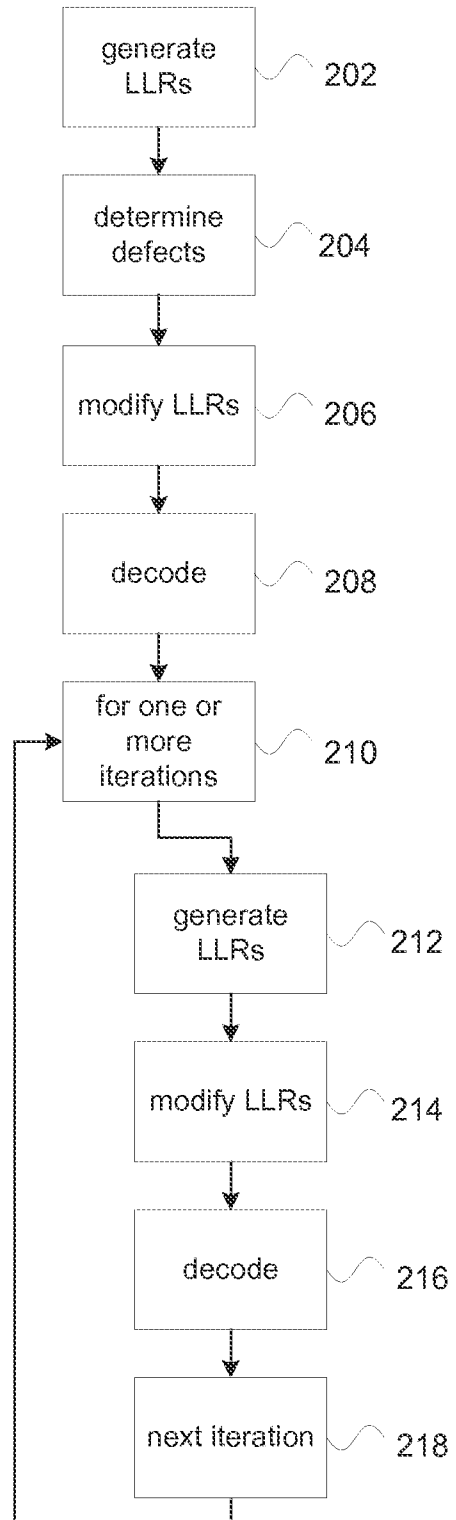 generate
LLRs
202
determine
defects
204
modify LLRs
206
decode
208
for one or
more
iterations
210
generate
LLRs
212
modify LLRs
214
decode
216
next iteration
218